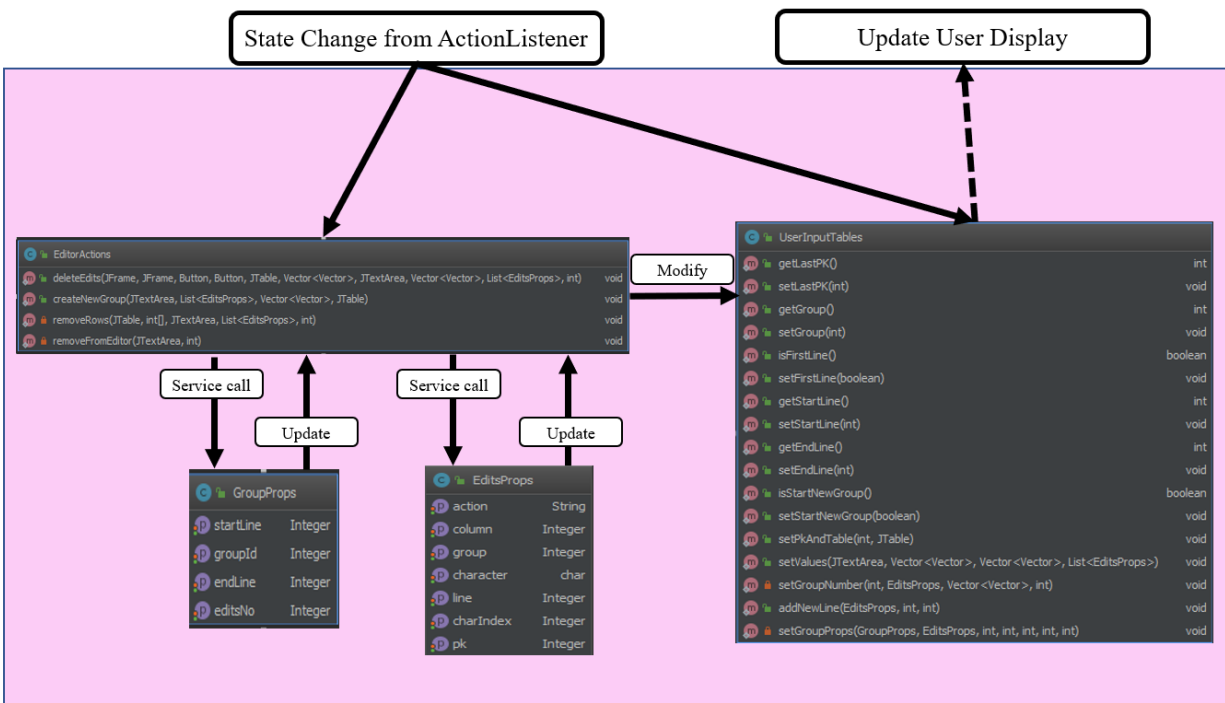 State Change from ActionListener
Update User Display
EditorActions
deleteEdits(JFrame, JFrame, Button, Button, JTable, Vector<Vector>, JTextArea, Vector<Vector>, List<EditsProps>, int) void
createNewGroup(JTextArea, List<EditsProps>, Vector<Vector>, JTable) void
removeRows(JTable, int[], JTextArea, List<EditsProps>, int) void
removeFromEditor(JTextArea, int) void
Modify
UserInputTables
getLastPK() int
setLastPK(int) void
getGroup() int
setGroup(int) void
isFirstLine() boolean
setFirstLine(boolean) void
getStartLine() int
setStartLine(int) void
getEndLine() int
setEndLine(int) void
isStartNewGroup() boolean
setStartNewGroup(boolean) void
setPkAndTable(int, JTable) void
setValues(JTextArea, Vector<Vector>, Vector<Vector>, List<EditsProps>) void
setGroupNumber(int, EditsProps, Vector<Vector>, int) void
addNewLine(EditsProps, int, int) void
setGroupProps(GroupProps, EditsProps, int, int, int, int, int) void
Service call
Update
Service call
Update
GroupProps
startLine Integer
groupId Integer
endLine Integer
editsNo Integer
EditsProps
action String
column Integer
group Integer
character char
line Integer
charIndex Integer
pk Integer